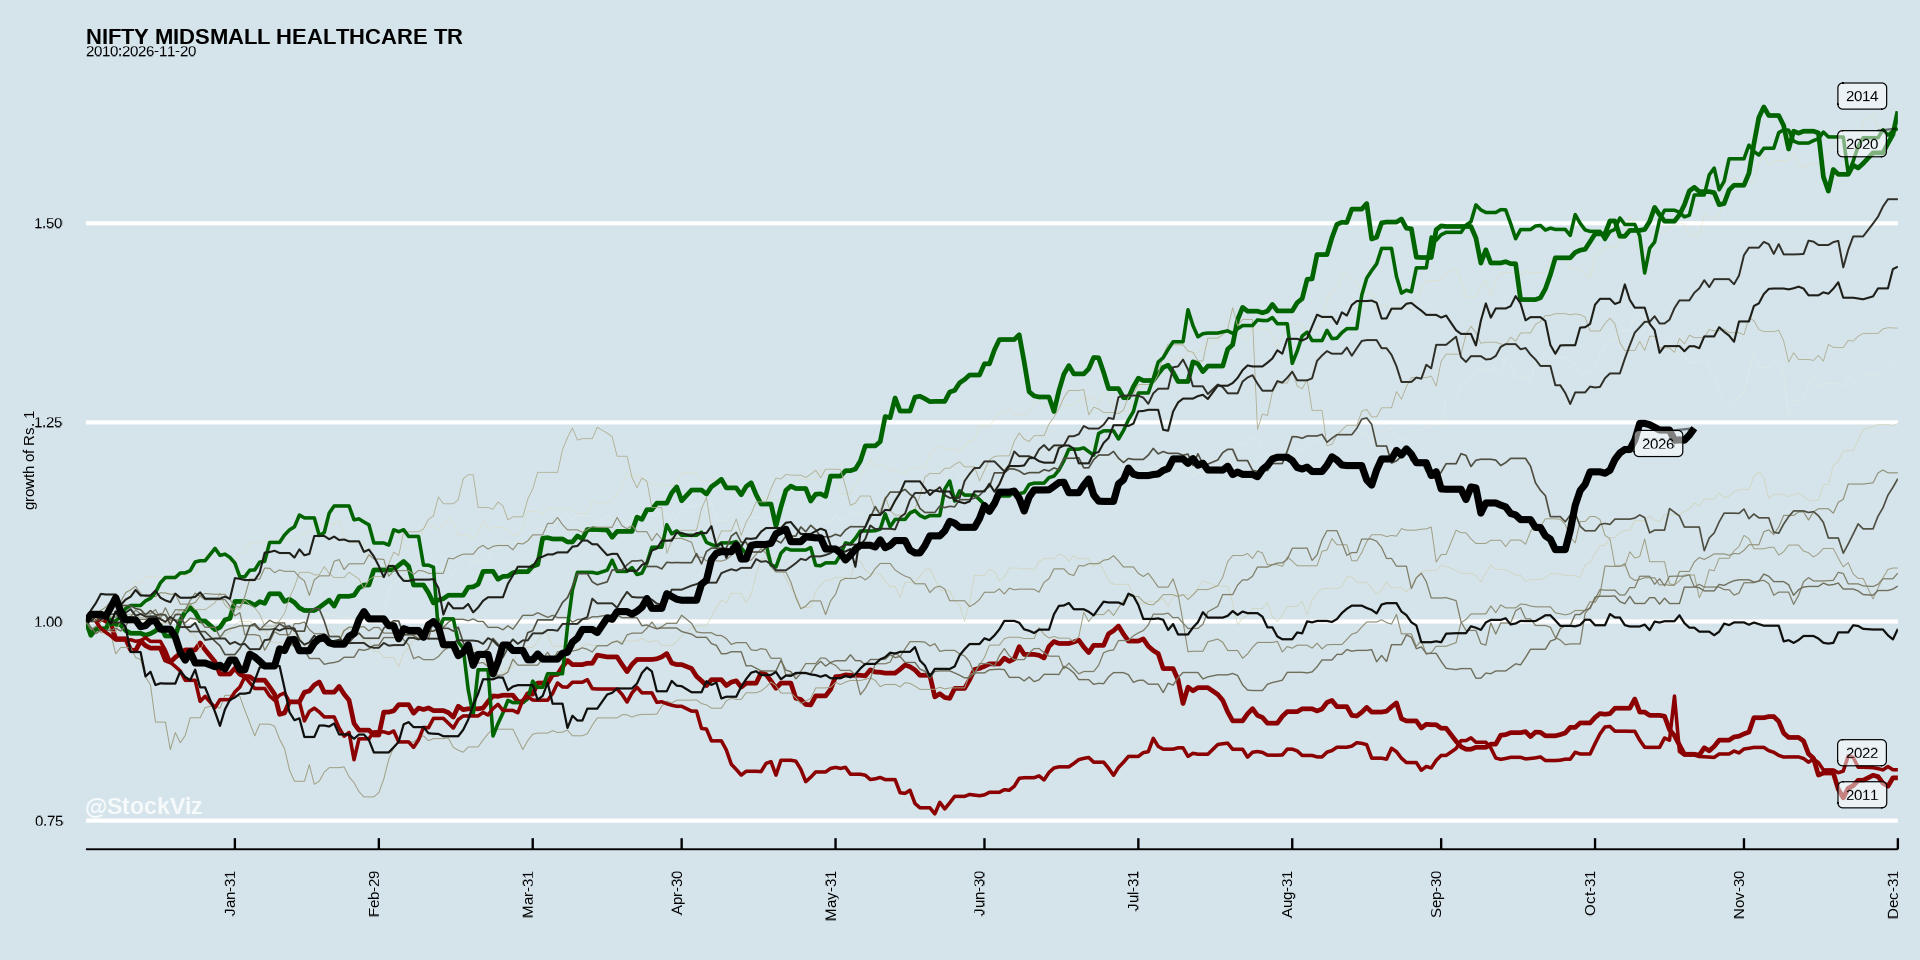 NIFTY MIDSMALL HEALTHCARE TR
2010:2026-11-20
2014
2020
1.50
1.25
growth of Rs. 1
2026
1.00
2022
2011
@StockViz
0.75
Jan-31
Feb-29
Mar-31
Apr-30
May-31
Jun-30
Jul-31
Aug-31
Sep-30
Oct-31
Nov-30
Dec-31